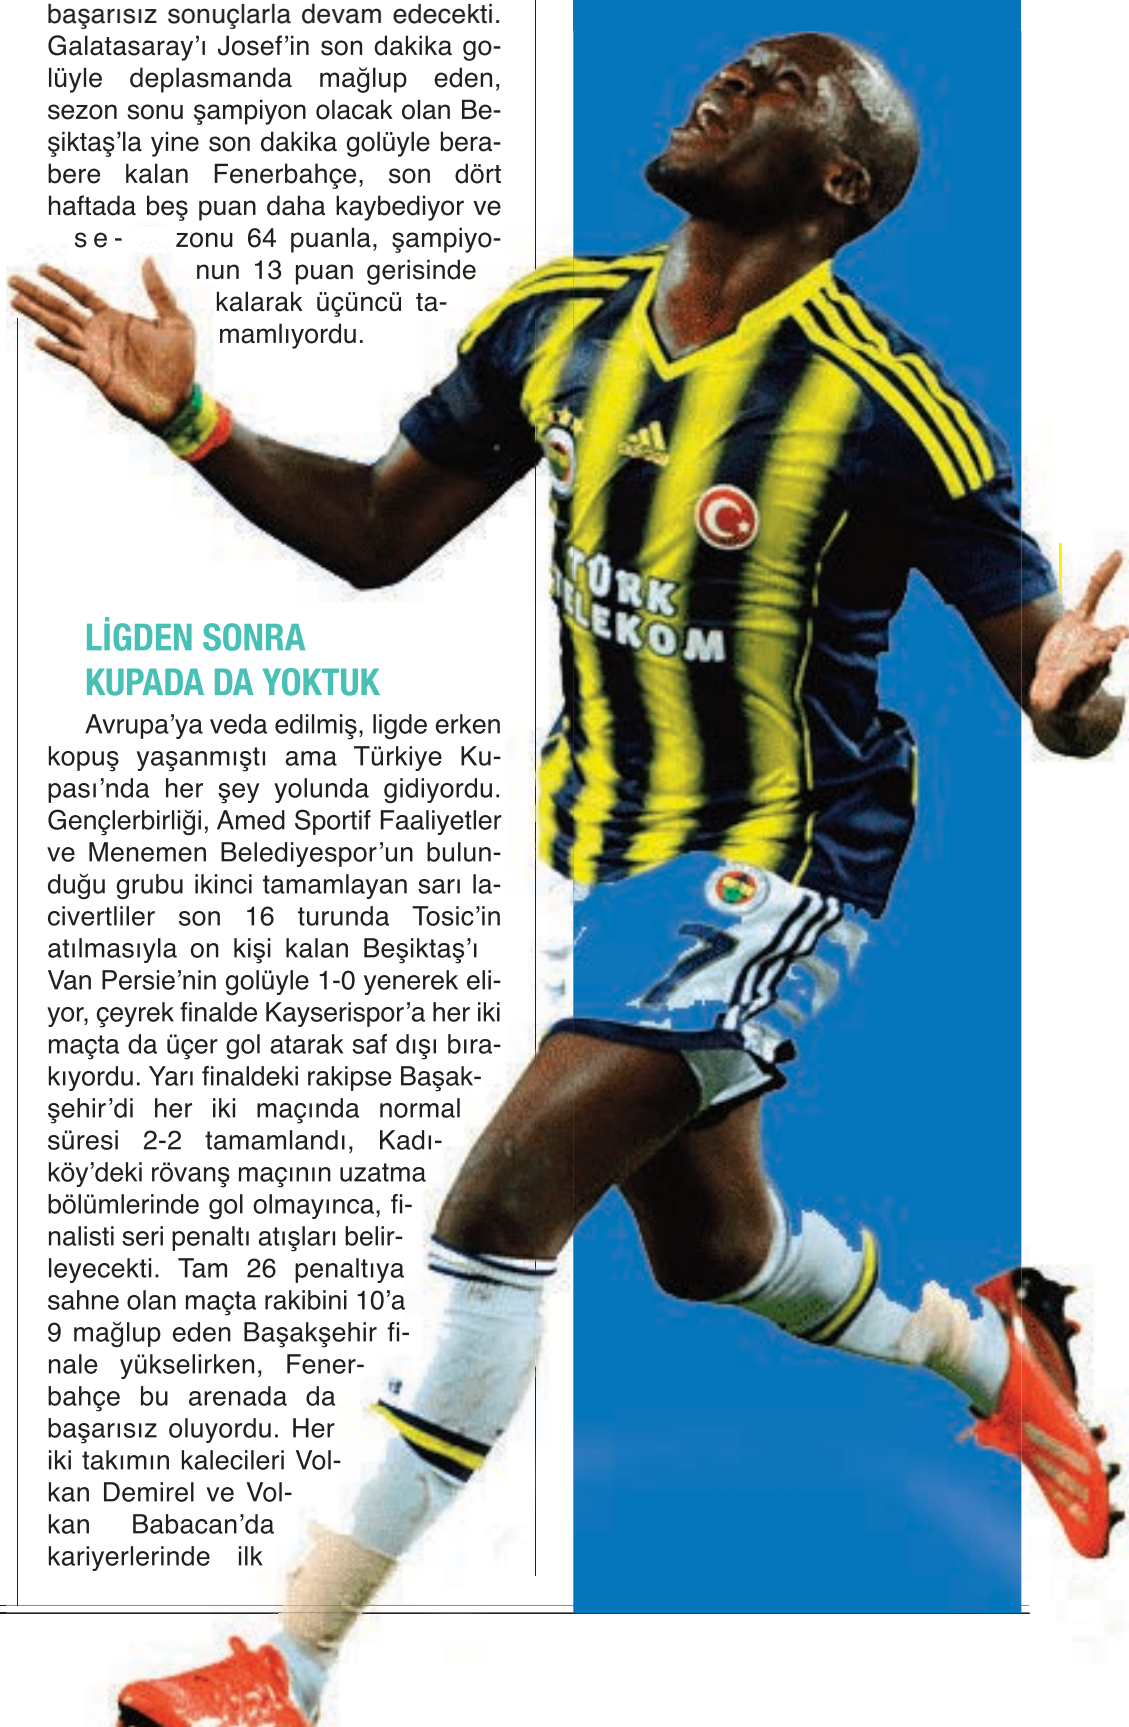 başarısız sonuçlarla devam edecekti.
Galatasaray’ı Josef’in son dakika go-
lüyle deplasmanda mağlup eden,
sezon sonu şampiyon olacak olan Be-
şiktaş’la yine son dakika golüyle bera-
bere kalan Fenerbahçe, son dört
haftada beş puan daha kaybediyor ve
se- zonu 64 puanla, şampiyo-
nun 13 puan gerisinde
kalarak üçüncü ta-
mamlıyordu.
LİGDEN SONRA
KUPADA DA YOKTUK
Avrupa’ya veda edilmiş, ligde erken
kopuş yaşanmıştı ama Türkiye Ku-
pası’nda her şey yolunda gidiyordu.
Gençlerbirliği, Amed Sportif Faaliyetler
ve Menemen Belediyespor’un bulun-
duğu grubu ikinci tamamlayan sarı la-
civertliler son 16 turunda Tosic’in
atılmasıyla on kişi kalan Beşiktaş’ı
Van Persie’nin golüyle 1-0 yenerek eli-
yor, çeyrek finalde Kayserispor’a her iki
maçta da üçer gol atarak saf dışı bıra-
kıyordu. Yarı finaldeki rakipse Başak-
şehir’di her iki maçında normal
süresi 2-2 tamamlandı, Kadı-
köy’deki rövanş maçının uzatma
bölümlerinde gol olmayınca, fi-
nalisti seri penaltı atışları belir-
leyecekti. Tam 26 penaltıya
sahne olan maçta rakibini 10’a
9 mağlup eden Başakşehir fi-
nale yükselirken, Fener-
bahçe bu arenada da
başarısız oluyordu. Her
iki takımın kalecileri Vol-
kan Demirel ve Vol-
kan Babacan’da
kariyerlerinde ilk
adidas
TÜRK
TELEKOM
7